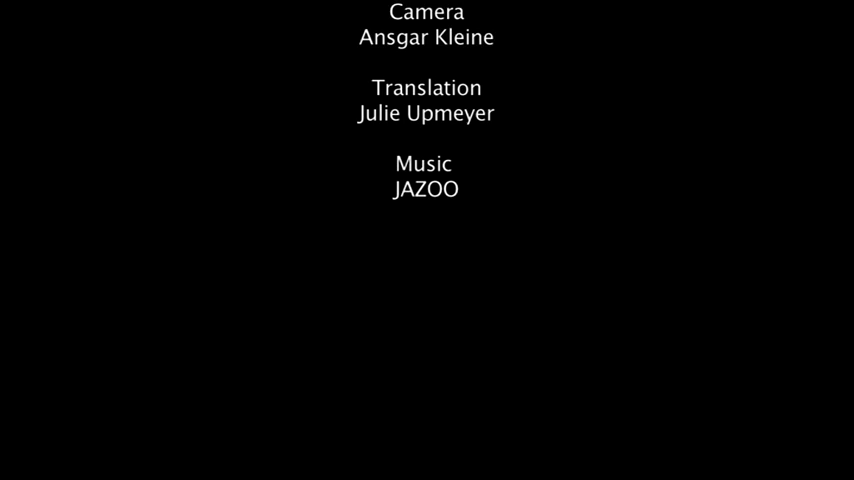 Camera
Ansgar Kleine
Translation
Julie Upmeyer
Music
JAZOO